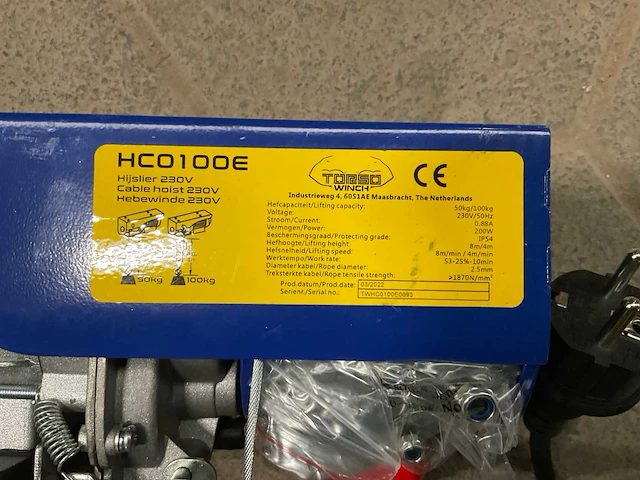 HC0100E
Hijslier 230V
Cable hoist 230V
Hebewinde 230V
50kg
100kg
TORSO
WINCH
CE
Industrieweg 4, 6051AE Maasbracht, The Netherlands
Hefcapaciteit/Lifting capacity: 50kg/100kg
Voltage: 230V/50Hz
Stroom/Current: 0.88A
Vermogen/Power: 200W
Beschermingsgraad/Protecting grade: IP54
Hefhoogte/Lifting height: 8m/4m
Hefsnelheid/Lifting speed: 8m/min / 4m/min
Werktempo/Work rate: S3-25%-10min
Diameter kabel/Rope diameter: 2.5mm
Treksterkte kabel/Rope tensile strength: ≥1870N/mm²
Prod.datum/Prod.date: 03/2022
Serienr./Serial no.: TWHC0100E0093